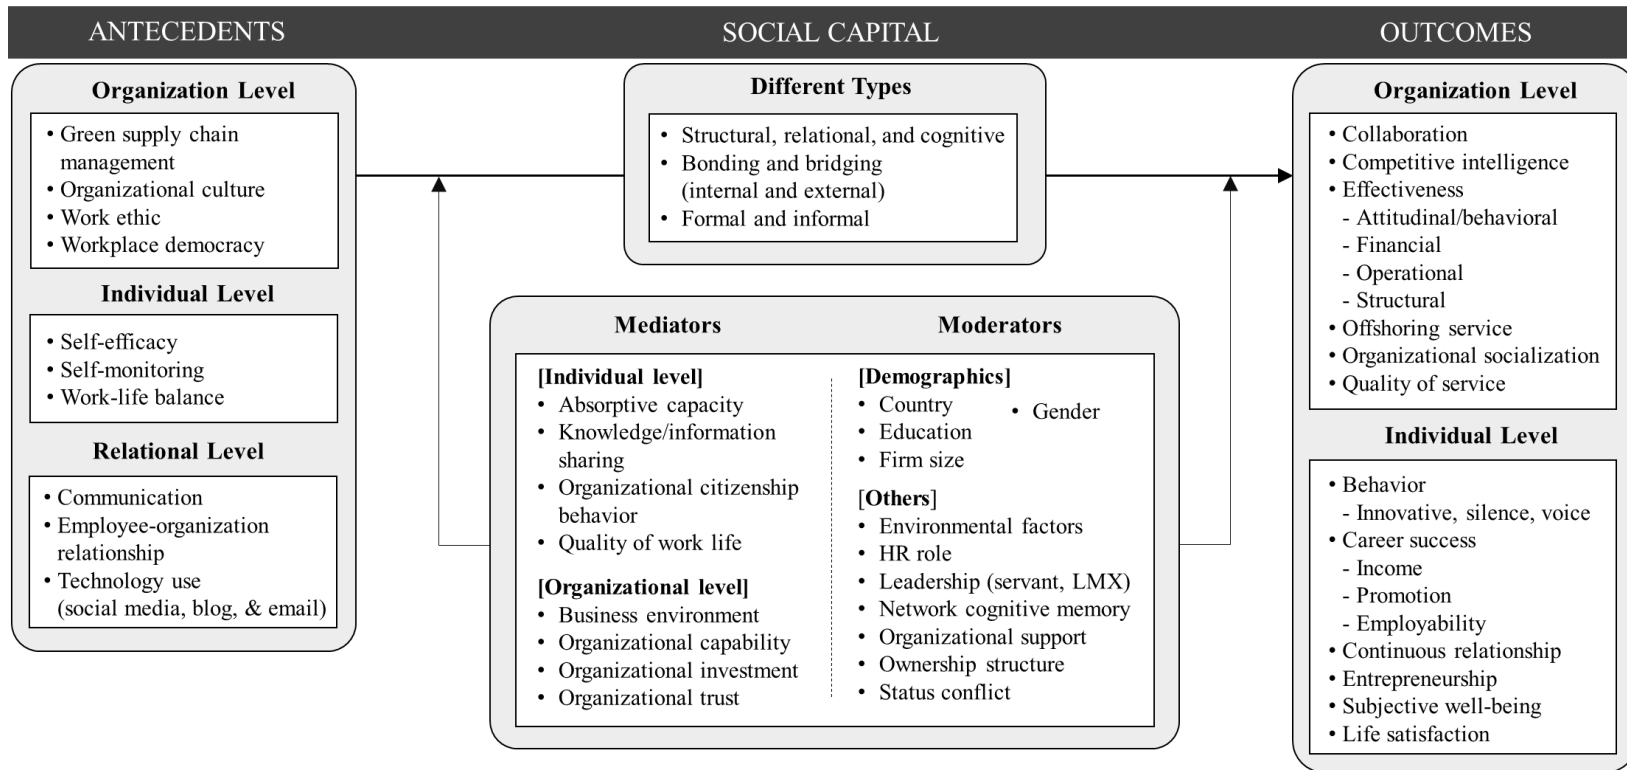 ANTECEDENTS
SOCIAL CAPITAL
OUTCOMES
Organization Level
• Green supply chain
management
• Organizational culture
• Work ethic
• Workplace democracy
Individual Level
• Self-efficacy
• Self-monitoring
• Work-life balance
Relational Level
• Communication
• Employee-organization
relationship
• Technology use
(social media, blog, & email)
Different Types
• Structural, relational, and cognitive
• Bonding and bridging
(internal and external)
• Formal and informal
Mediators
[Individual level]
• Absorptive capacity
• Knowledge/information
sharing
• Organizational citizenship
behavior
• Quality of work life
[Organizational level]
• Business environment
• Organizational capability
• Organizational investment
• Organizational trust
Moderators
[Demographics]
• Country
• Gender
• Education
• Firm size
[Others]
• Environmental factors
• HR role
• Leadership (servant, LMX)
• Network cognitive memory
• Organizational support
• Ownership structure
• Status conflict
Organization Level
• Collaboration
• Competitive intelligence
• Effectiveness
- Attitudinal/behavioral
- Financial
- Operational
- Structural
• Offshoring service
• Organizational socialization
• Quality of service
Individual Level
• Behavior
- Innovative, silence, voice
• Career success
- Income
- Promotion
- Employability
• Continuous relationship
• Entrepreneurship
• Subjective well-being
• Life satisfaction